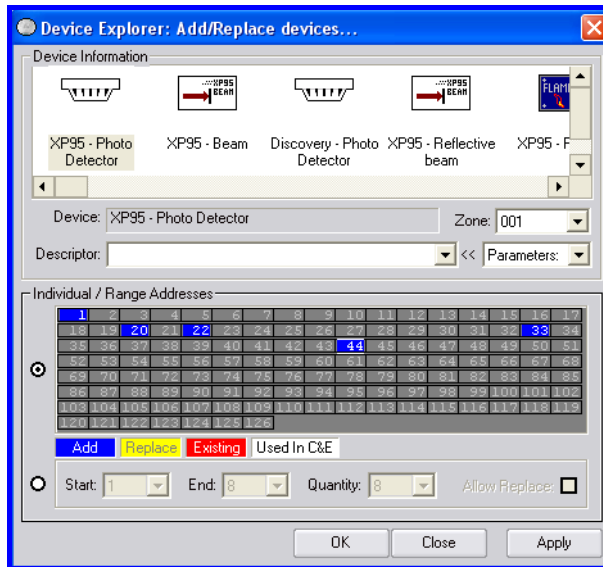 Device Explorer: Add/Replace devices...
Device Information
XP95 BEAM XP95 BEAM FLAM
XP95 - Photo Detector XP95 - Beam Discovery - Photo Detector XP95 - Reflective beam XP95 - F
Device: XP95 - Photo Detector Zone: 001
Descriptor: << Parameters:
Individual / Range Addresses
1 2 3 4 5 6 7 8 9 10 11 12 13 14 15 16 17
18 19 20 21 22 23 24 25 26 27 28 29 30 31 32 33 34
35 36 37 38 39 40 41 42 43 44 45 46 47 48 49 50 51
52 53 54 55 56 57 58 59 60 61 62 63 64 65 66 67 68
69 70 71 72 73 74 75 76 77 78 79 80 81 82 83 84 85
86 87 88 89 90 91 92 93 94 95 96 97 98 99 100 101 102
103 104 105 106 107 108 109 110 111 112 113 114 115 116 117 118 119
120 121 122 123 124 125 126
Add Replace Existing Used In C&E
Start: 1 End: 8 Quantity: 8 Allow Replace:
OK Close Apply